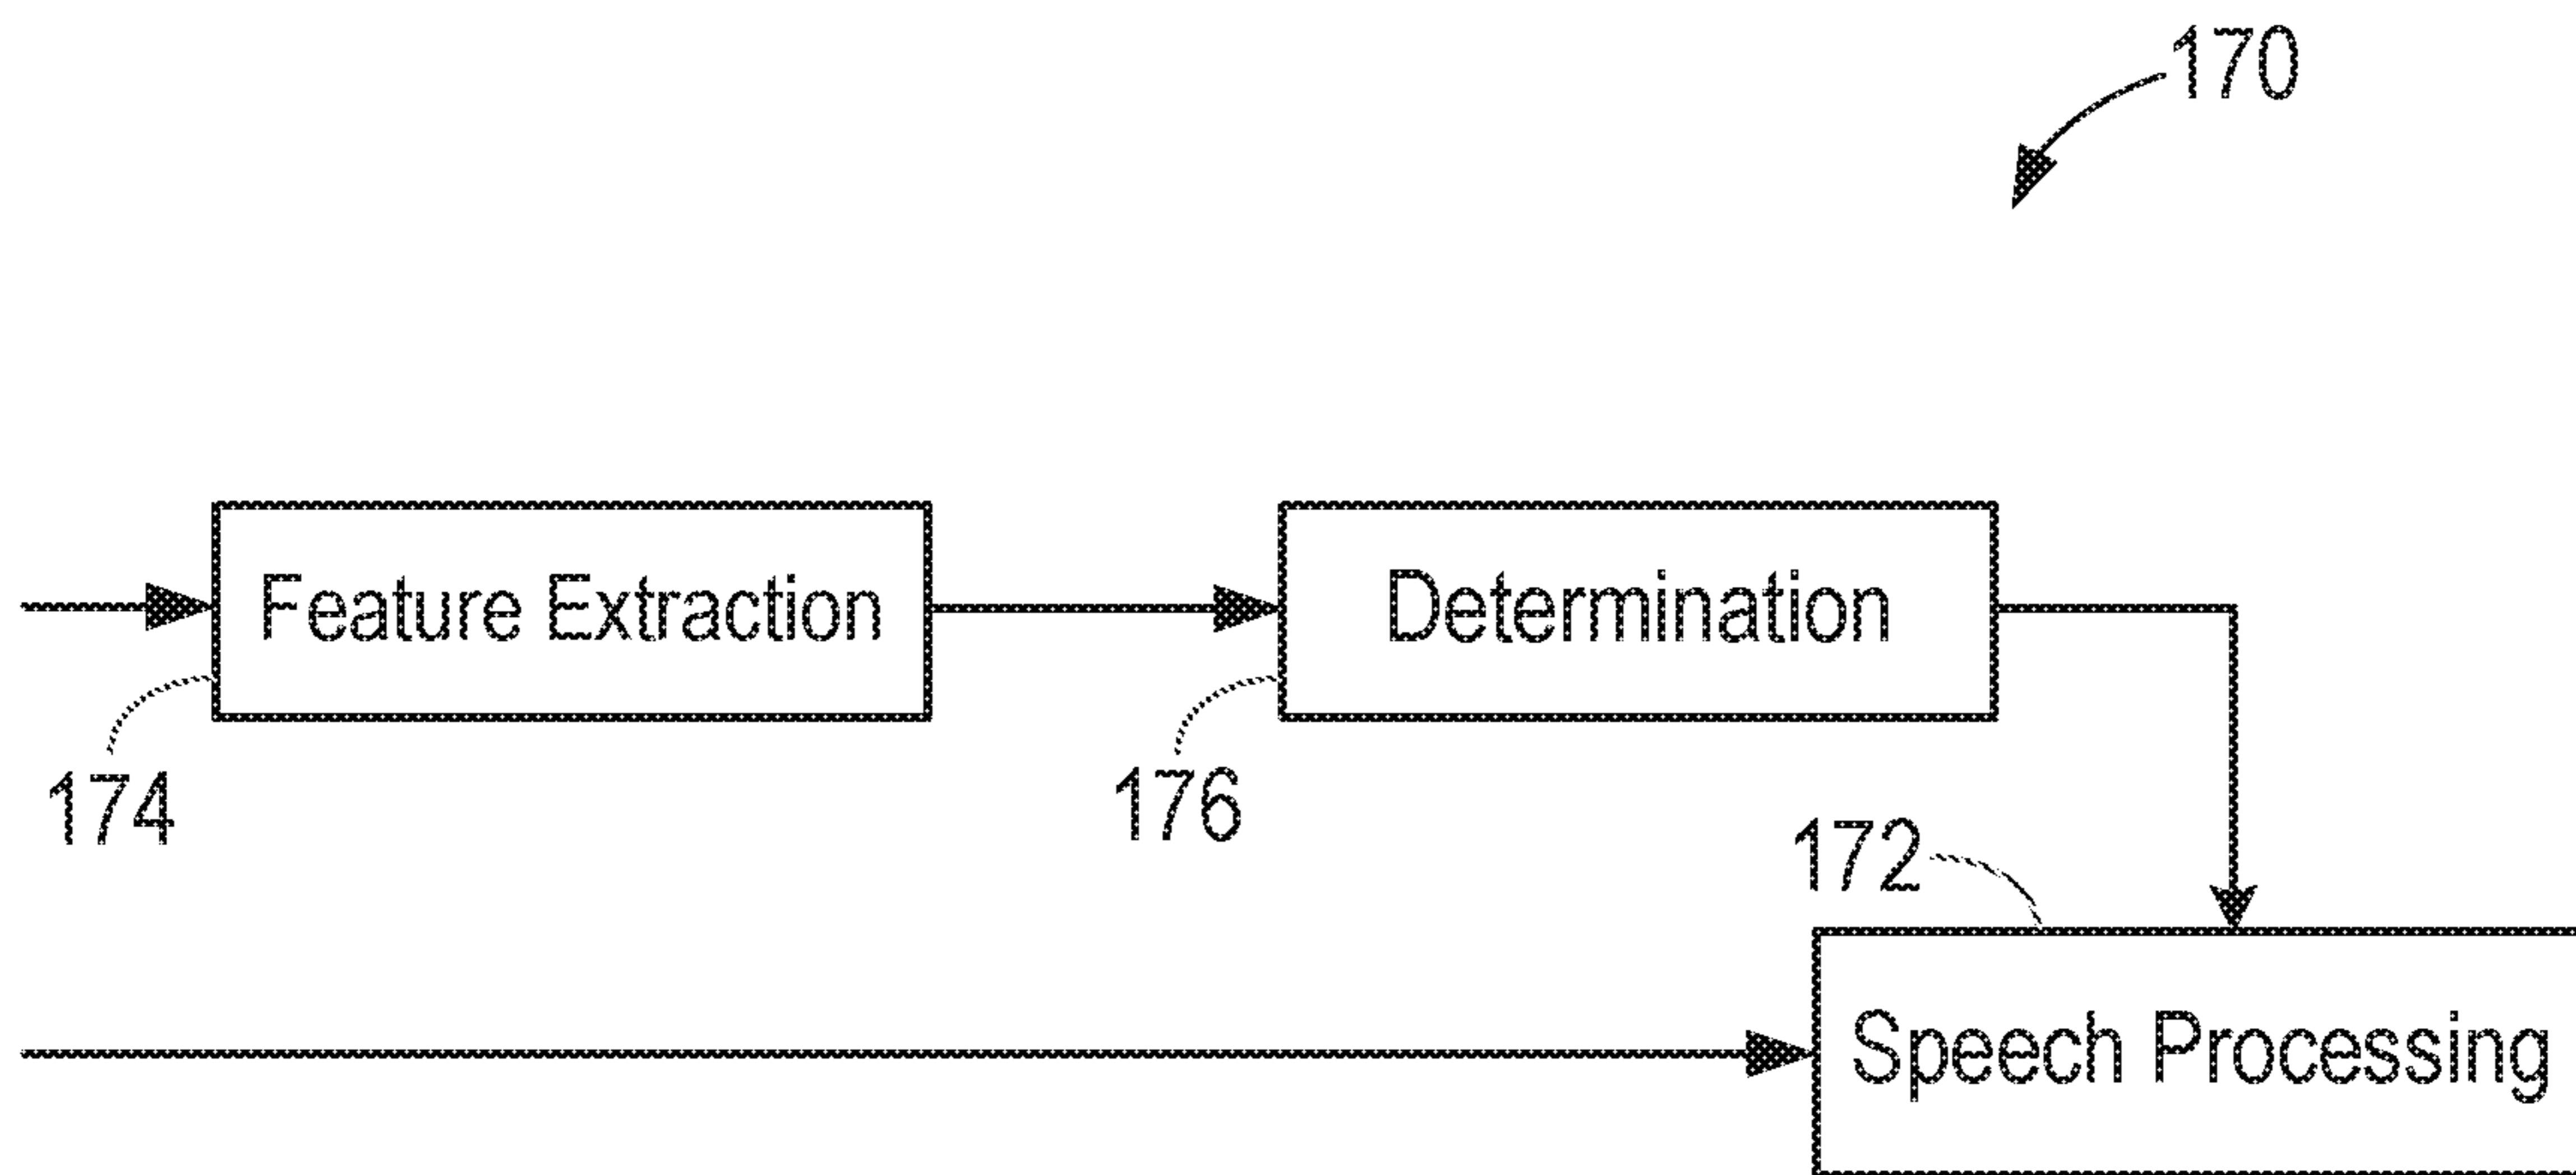 170
Feature Extraction
Determination
174
176
172
Speech Processing